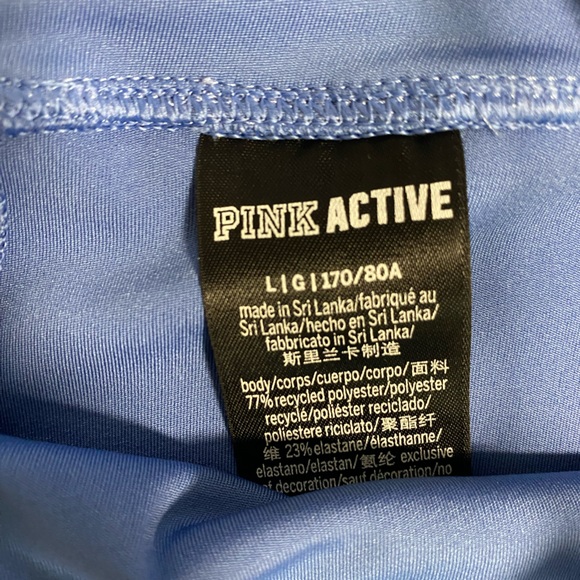 PINK ACTIVE
L|G|170/80A
made in Sri Lanka/fabriqué au
Sri Lanka/hecho en Sri Lanka/
fabbricato in Sri Lanka/
斯里兰卡制造
body/corps/cuerpo/corpo/面料
77% recycled polyester/polyester
recyclé/poliéster reciclado/
poliestere riciclato/聚酯纤
维 23% elastane/élasthanne/
elastano/elastan/氨纶 exclusive
of decoration/sauf décoration/no